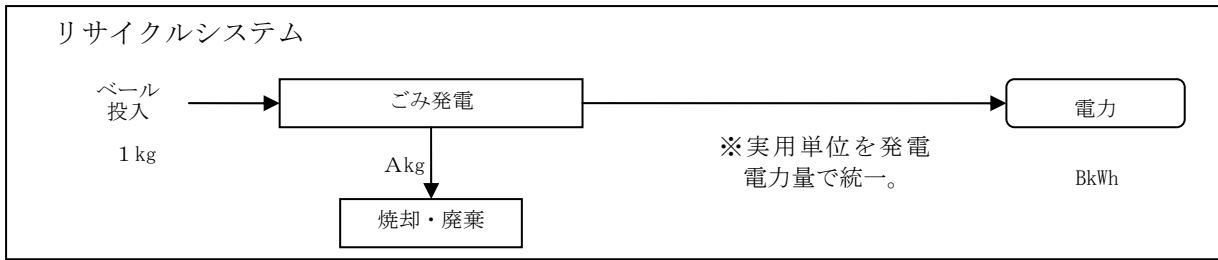 リサイクルシステム
ベール
投入
ごみ発電
電力
1kg
Akg
※実用単位を発電
電力量で統一。
BkWh
焼却・廃棄